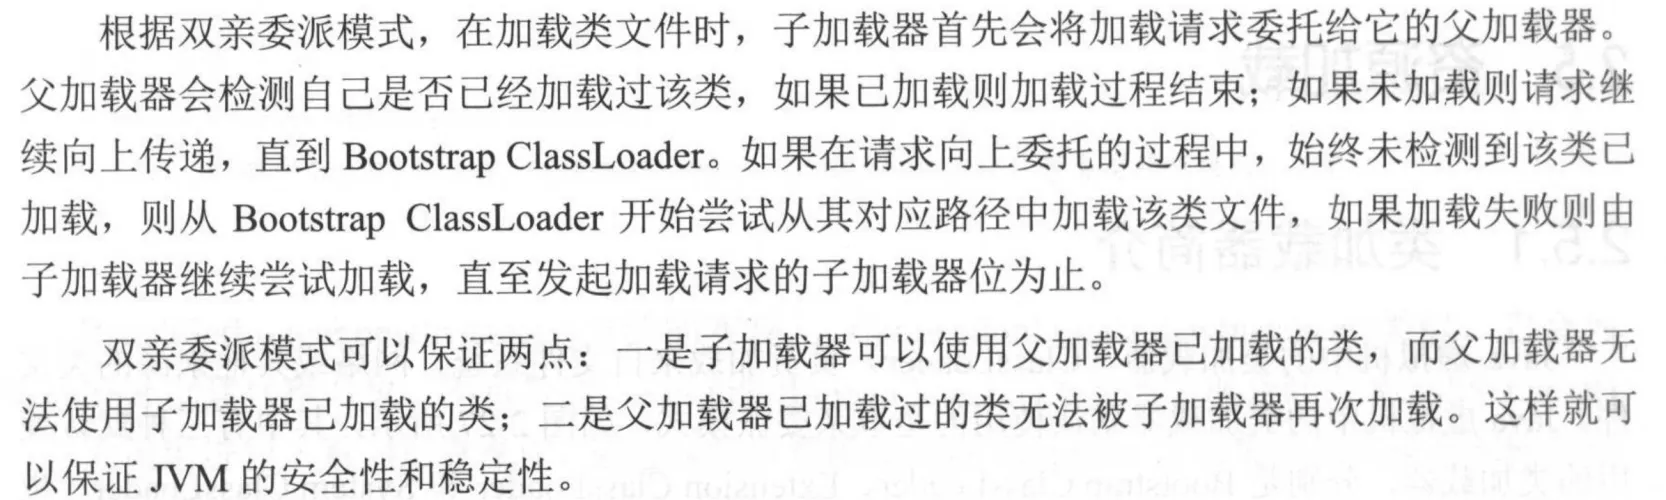 根据双亲委派模式，在加载类文件时，子加载器首先会将加载请求委托给它的父加载器。
父加载器会检测自己是否已经加载过该类，如果已加载则加载过程结束；如果未加载则请求继
续向上传递，直到 Bootstrap ClassLoader。如果在请求向上委托的过程中，始终未检测到该类已
加载，则从 Bootstrap ClassLoader 开始尝试从其对应路径中加载该类文件，如果加载失败则由
子加载器继续尝试加载，直至发起加载请求的子加载器位为止。
双亲委派模式可以保证两点：一是子加载器可以使用父加载器已加载的类，而父加载器无
法使用子加载器已加载的类；二是父加载器已加载过的类无法被子加载器再次加载。这样就可
以保证 JVM 的安全性和稳定性。